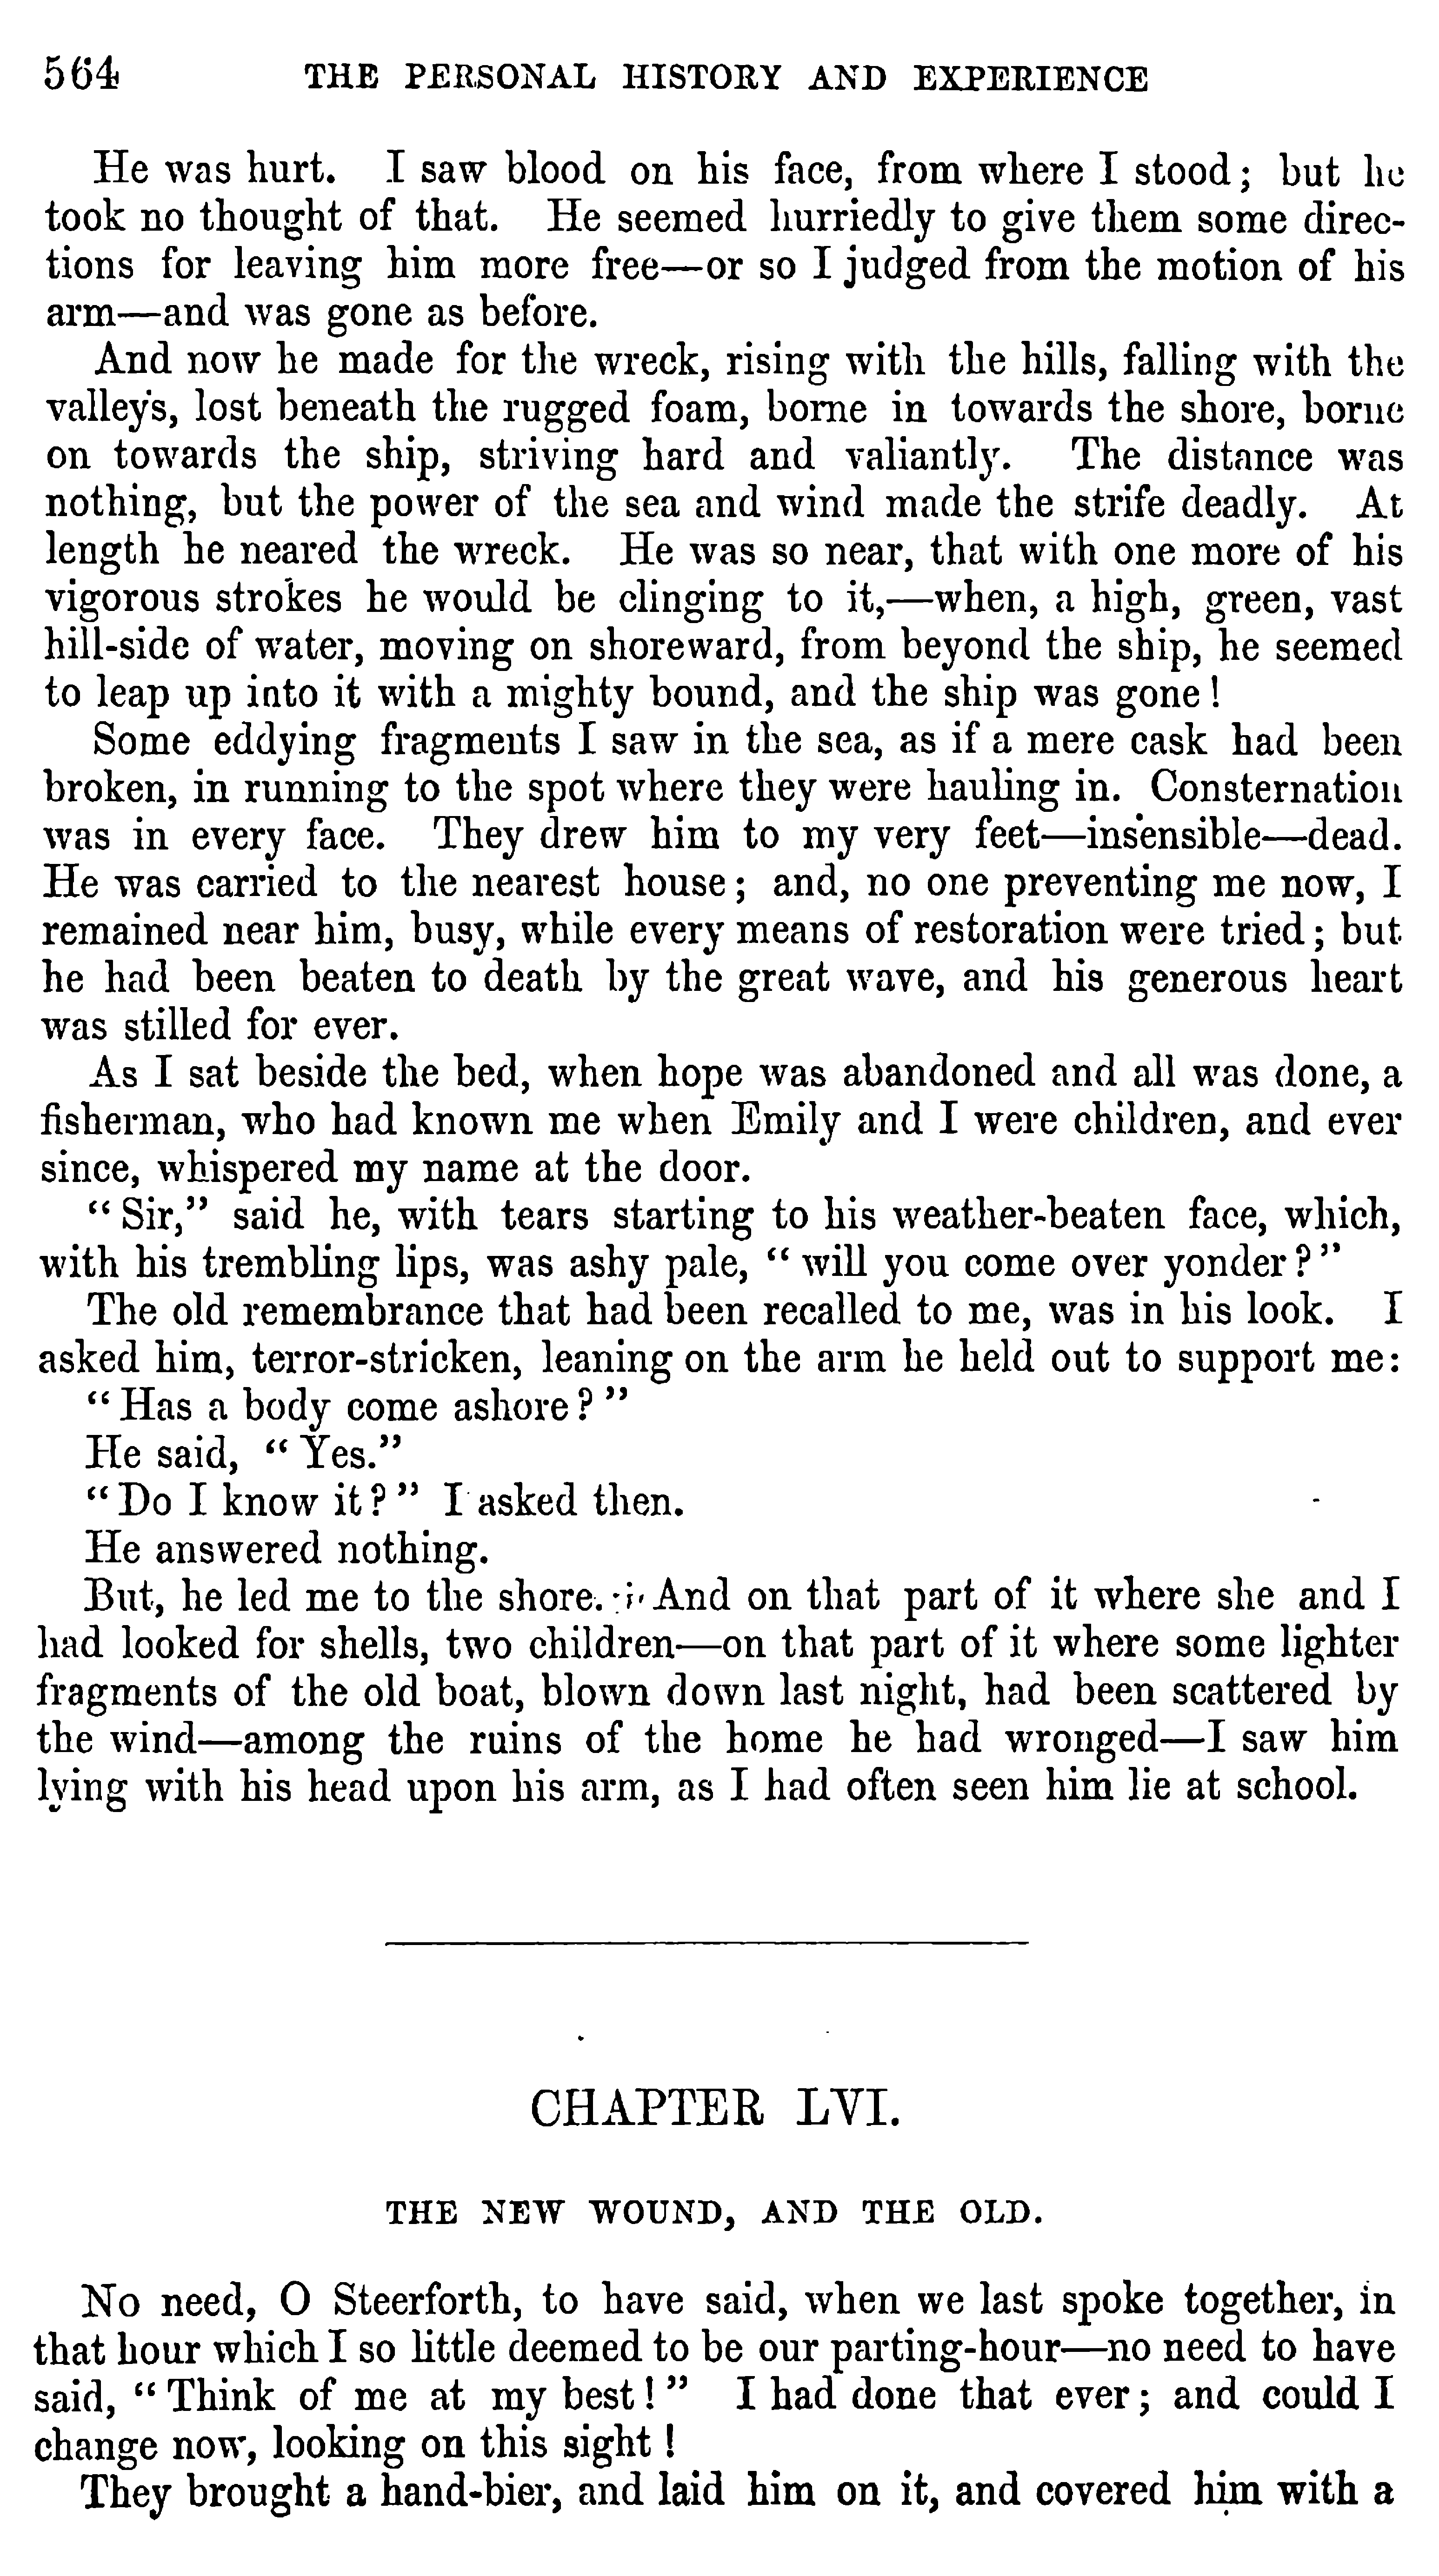 564 THE PERSONAL HISTORY AND EXPERIENCE
He was hurt. I saw blood on his face, from where I stood; but he
took no thought of that. He seemed hurriedly to give them some direc-
tions for leaving him more free—or so I judged from the motion of his
arm—and was gone as before.
And now he made for the wreck, rising with the hills, falling with the
valleys, lost beneath the rugged foam, borne in towards the shore, borne
on towards the ship, striving hard and valiantly. The distance was
nothing, but the power of the sea and wind made the strife deadly. At
length he neared the wreck. He was so near, that with one more of his
vigorous strokes he would be clinging to it,—when, a high, green, vast
hill-side of water, moving on shoreward, from beyond the ship, he seemed
to leap up into it with a mighty bound, and the ship was gone!
Some eddying fragments I saw in the sea, as if a mere cask had been
broken, in running to the spot where they were hauling in. Consternation
was in every face. They drew him to my very feet—insensible—dead.
He was carried to the nearest house; and, no one preventing me now, I
remained near him, busy, while every means of restoration were tried; but
he had been beaten to death by the great wave, and his generous heart
was stilled for ever.
As I sat beside the bed, when hope was abandoned and all was done, a
fisherman, who had known me when Emily and I were children, and ever
since, whispered my name at the door.
"Sir," said he, with tears starting to his weather-beaten face, which,
with his trembling lips, was ashy pale, "will you come over yonder?"
The old remembrance that had been recalled to me, was in his look. I
asked him, terror-stricken, leaning on the arm he held out to support me:
"Has a body come ashore?"
He said, "Yes."
"Do I know it?" I asked then.
He answered nothing.
But, he led me to the shore. And on that part of it where she and I
had looked for shells, two children—on that part of it where some lighter
fragments of the old boat, blown down last night, had been scattered by
the wind—among the ruins of the home he had wronged—I saw him
lying with his head upon his arm, as I had often seen him lie at school.
CHAPTER LVI.
THE NEW WOUND, AND THE OLD.
No need, O Steerforth, to have said, when we last spoke together, in
that hour which I so little deemed to be our parting-hour—no need to have
said, "Think of me at my best!" I had done that ever; and could I
change now, looking on this sight!
They brought a hand-bier, and laid him on it, and covered him with a